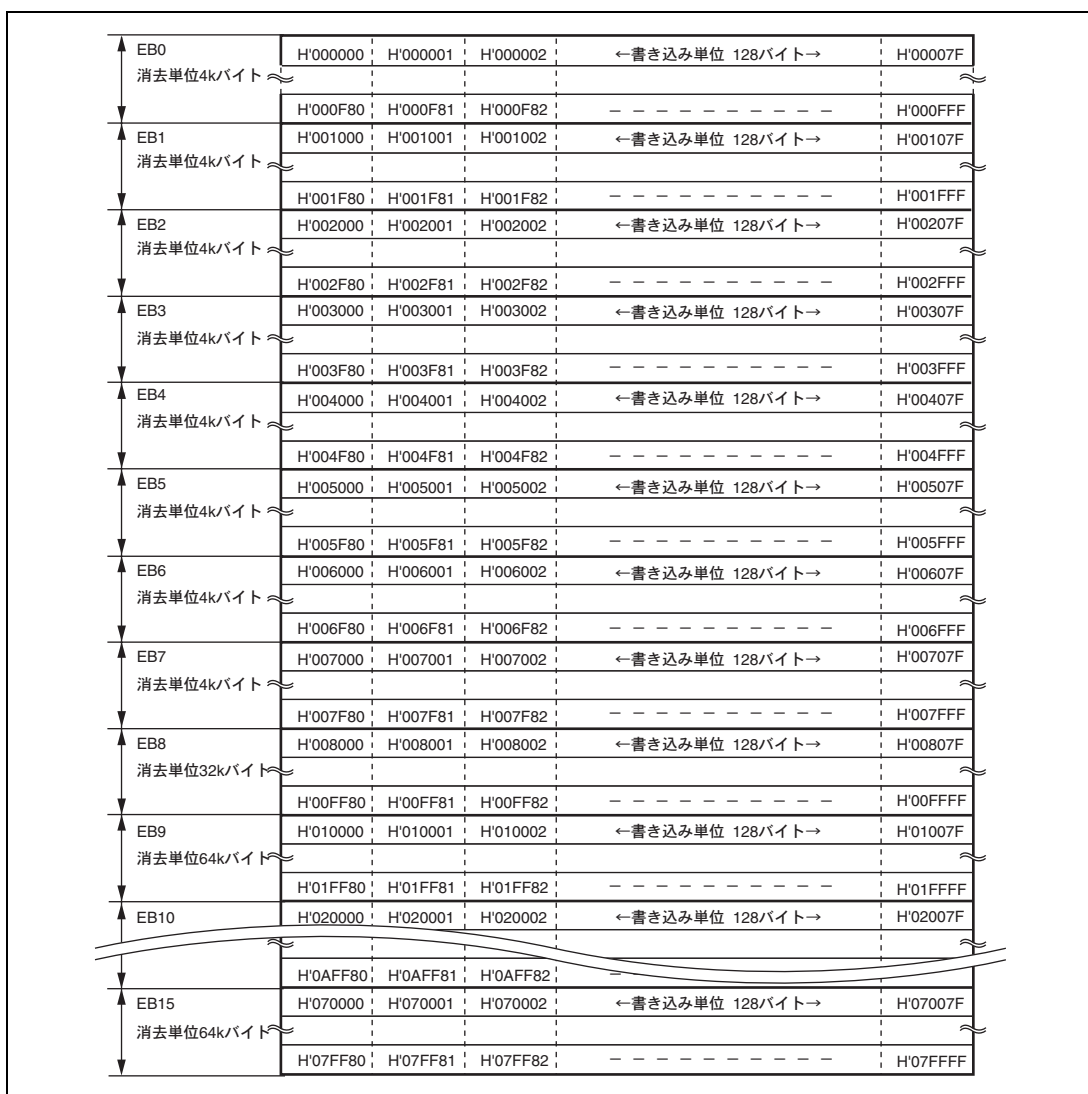 EB0 H'000000 H'000001 H'000002 ←書き込み単位 128バイト→ H'00007F
消去単位4kバイト
H'000F80 H'000F81 H'000F82 － － － － － － － － － － H'000FFF
EB1 H'001000 H'001001 H'001002 ←書き込み単位 128バイト→ H'00107F
消去単位4kバイト
H'001F80 H'001F81 H'001F82 － － － － － － － － － － H'001FFF
EB2 H'002000 H'002001 H'002002 ←書き込み単位 128バイト→ H'00207F
消去単位4kバイト
H'002F80 H'002F81 H'002F82 － － － － － － － － － － H'002FFF
EB3 H'003000 H'003001 H'003002 ←書き込み単位 128バイト→ H'00307F
消去単位4kバイト
H'003F80 H'003F81 H'003F82 － － － － － － － － － － H'003FFF
EB4 H'004000 H'004001 H'004002 ←書き込み単位 128バイト→ H'00407F
消去単位4kバイト
H'004F80 H'004F81 H'004F82 － － － － － － － － － － H'004FFF
EB5 H'005000 H'005001 H'005002 ←書き込み単位 128バイト→ H'00507F
消去単位4kバイト
H'005F80 H'005F81 H'005F82 － － － － － － － － － － H'005FFF
EB6 H'006000 H'006001 H'006002 ←書き込み単位 128バイト→ H'00607F
消去単位4kバイト
H'006F80 H'006F81 H'006F82 － － － － － － － － － － H'006FFF
EB7 H'007000 H'007001 H'007002 ←書き込み単位 128バイト→ H'00707F
消去単位4kバイト
H'007F80 H'007F81 H'007F82 － － － － － － － － － － H'007FFF
EB8 H'008000 H'008001 H'008002 ←書き込み単位 128バイト→ H'00807F
消去単位32kバイト
H'00FF80 H'00FF81 H'00FF82 － － － － － － － － － － H'00FFFF
EB9 H'010000 H'010001 H'010002 ←書き込み単位 128バイト→ H'01007F
消去単位64kバイト
H'01FF80 H'01FF81 H'01FF82 － － － － － － － － － － H'01FFFF
EB10 H'020000 H'020001 H'020002 ←書き込み単位 128バイト→ H'02007F
H'0AFF80 H'0AFF81 H'0AFF82
EB15 H'070000 H'070001 H'070002 ←書き込み単位 128バイト→ H'07007F
消去単位64kバイト
H'07FF80 H'07FF81 H'07FF82 － － － － － － － － － － H'07FFFF